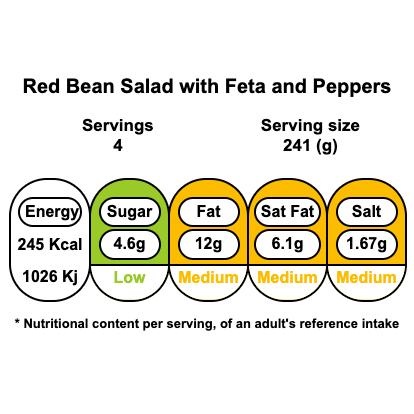 Red Bean Salad with Feta and Peppers
Servings Serving size
4 241 (g)
Energy Sugar Fat Sat Fat Salt
245 Kcal 4.6g 12g 6.1g 1.67g
1026 Kj Low Medium Medium Medium
* Nutritional content per serving, of an adult's reference intake